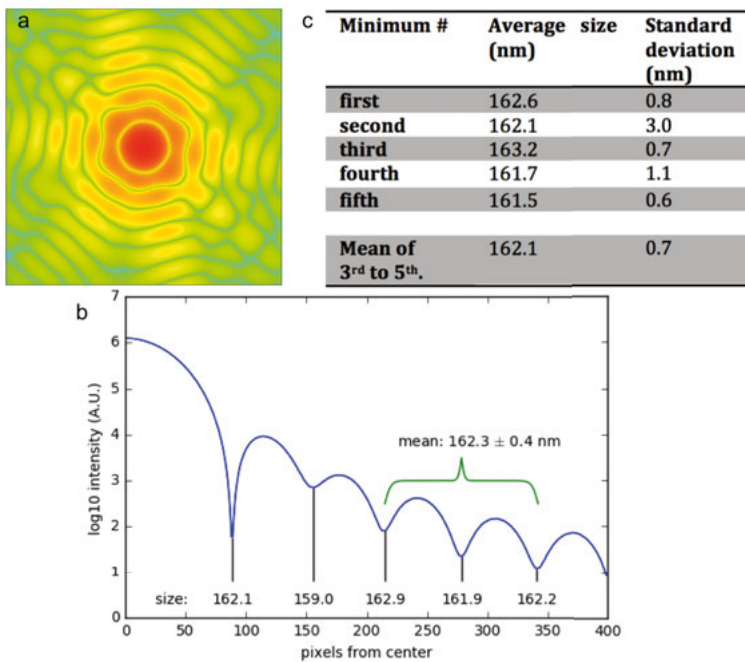 a
c
Minimum # Average size (nm) Standard deviation (nm)
first 162.6 0.8
second 162.1 3.0
third 163.2 0.7
fourth 161.7 1.1
fifth 161.5 0.6
Mean of 3rd to 5th. 162.1 0.7
b
7
6
5
4
3
2
1
0
log10 intensity (A.U.)
mean: 162.3 ± 0.4 nm
size: 162.1 159.0 162.9 161.9 162.2
0 50 100 150 200 250 300 350 400
pixels from center